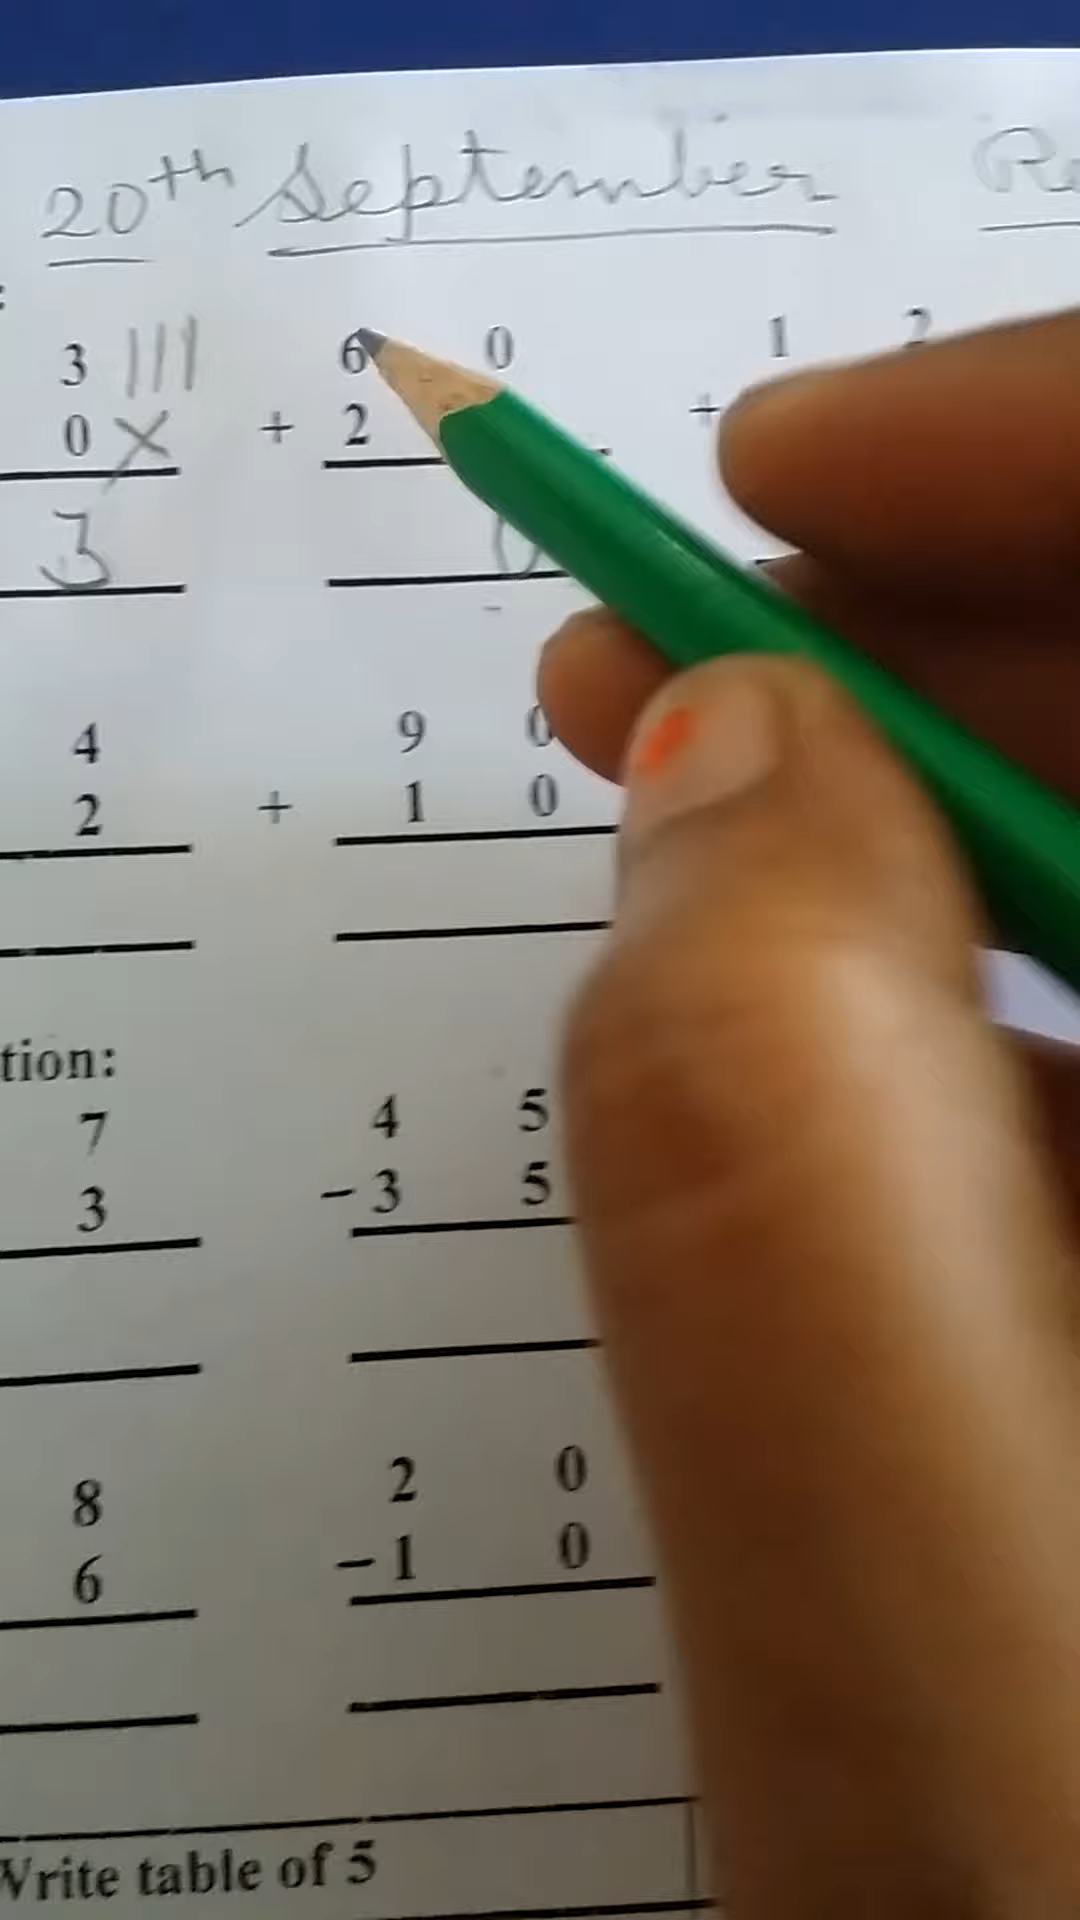 20th September Re
:
3 ||| 6 0 1 2
0 X + 2 +
3 0
4 9 0
2 + 1 0
tion:
7 4 5
3 - 3 5
8 2 0
6 - 1 0
Write table of 5